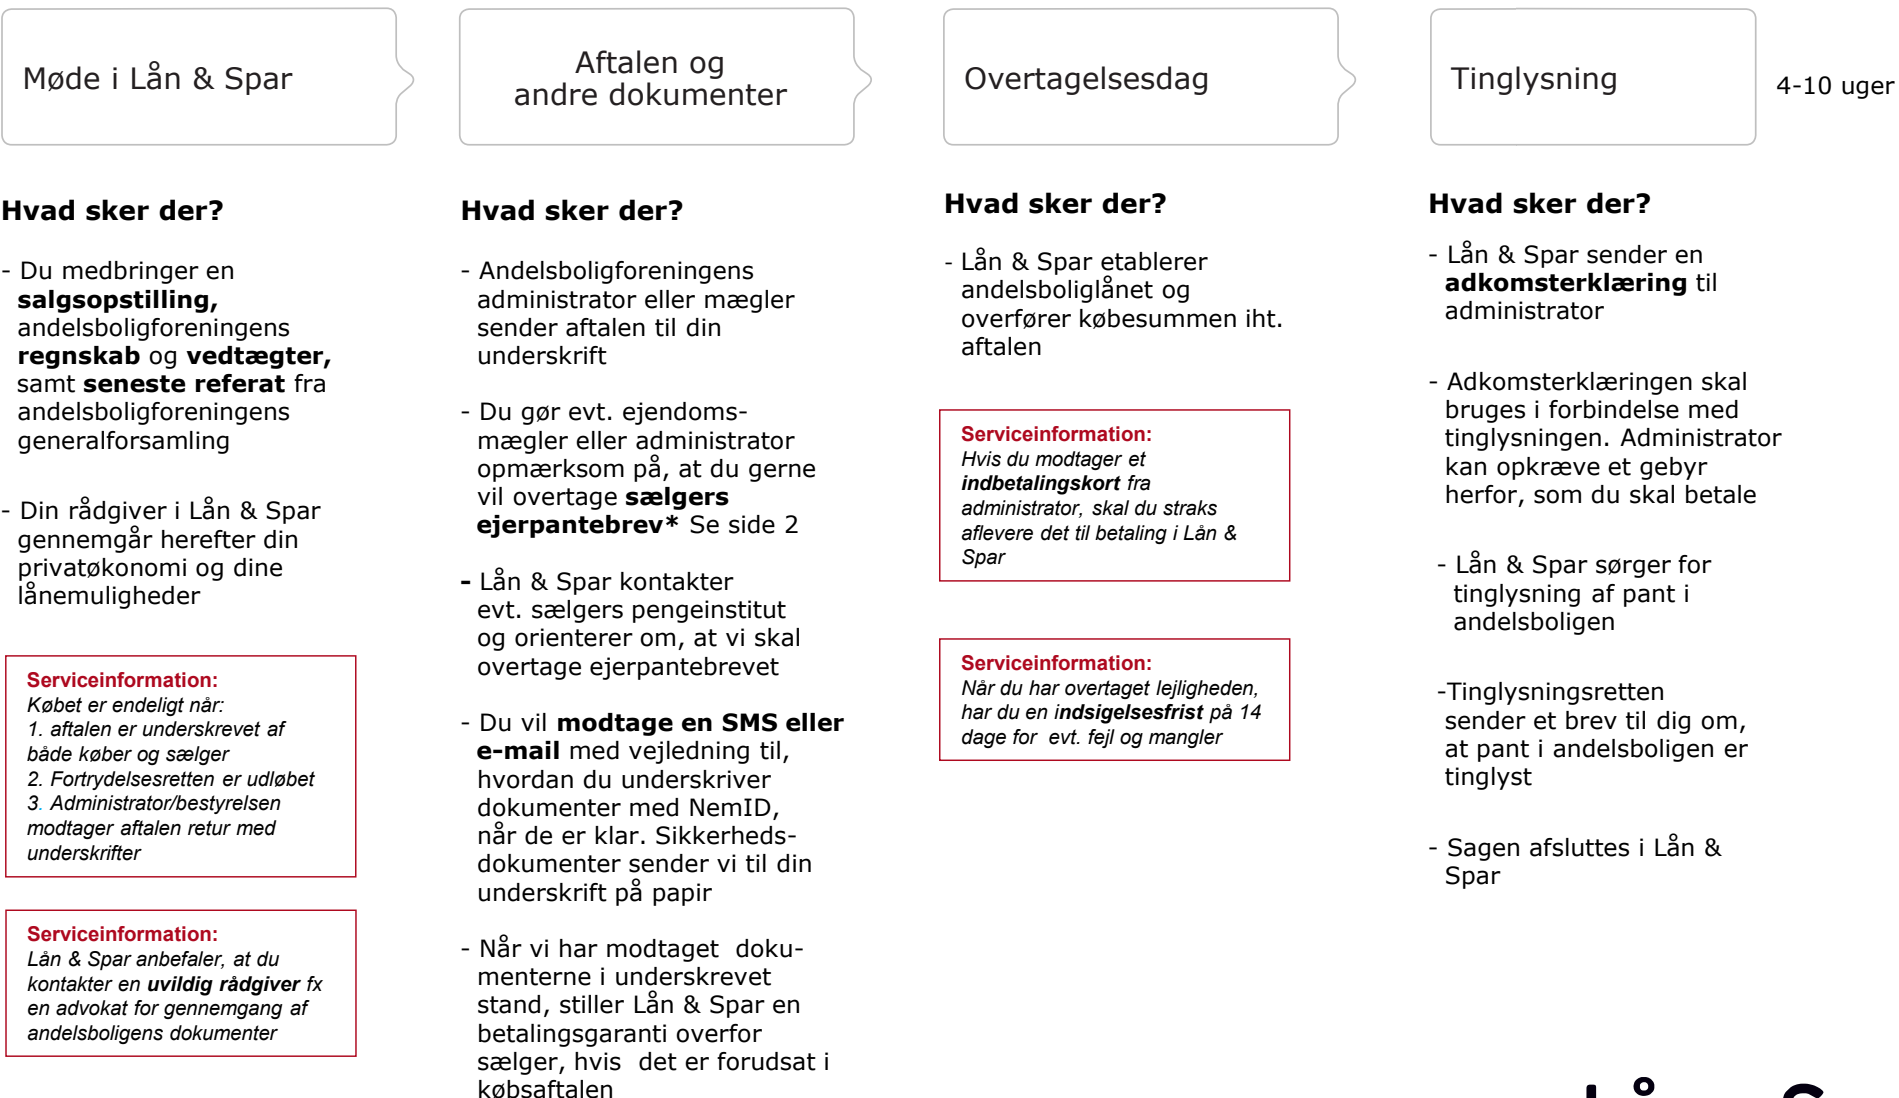 Møde i Lån & Spar
Hvad sker der?
- Du medbringer en
salgsopstilling,
andelsboligforeningens
regnskab og vedtægter,
samt seneste referat fra
andelsboligforeningens
generalforsamling
- Din rådgiver i Lån & Spar
gennemgår herefter din
privatøkonomi og dine
lånemuligheder
Serviceinformation:
Købet er endeligt når:
1. aftalen er underskrevet af
både køber og sælger
2. Fortrydelsesretten er udløbet
3. Administrator/bestyrelsen
modtager aftalen retur med
underskrifter
Serviceinformation:
Lån & Spar anbefaler, at du
kontakter en uvildig rådgiver fx
en advokat for gennemgang af
andelsboligens dokumenter
Aftalen og
andre dokumenter
Hvad sker der?
- Andelsboligforeningens
administrator eller mægler
sender aftalen til din
underskrift
- Du gør evt. ejendoms-
mægler eller administrator
opmærksom på, at du gerne
vil overtage sælgers
ejerpantebrev* Se side 2
- Lån & Spar kontakter
evt. sælgers pengeinstitut
og orienterer om, at vi skal
overtage ejerpantebrevet
- Du vil modtage en SMS eller
e-mail med vejledning til,
hvordan du underskriver
dokumenter med NemID,
når de er klar. Sikkerheds-
dokumenter sender vi til din
underskrift på papir
- Når vi har modtaget doku-
menterne i underskrevet
stand, stiller Lån & Spar en
betalingsgaranti overfor
sælger, hvis det er forudsat i
købsaftalen
Overtagelsesdag
Hvad sker der?
- Lån & Spar etablerer
andelsboliglånet og
overfører købesummen iht.
aftalen
Serviceinformation:
Hvis du modtager et
indbetalingskort fra
administrator, skal du straks
aflevere det til betaling i Lån &
Spar
Serviceinformation:
Når du har overtaget lejligheden,
har du en indsigelsesfrist på 14
dage for evt. fejl og mangler
Tinglysning
4-10 uger
Hvad sker der?
- Lån & Spar sender en
adkomsterklæring til
administrator
- Adkomsterklæringen skal
bruges i forbindelse med
tinglysningen. Administrator
kan opkræve et gebyr
herfor, som du skal betale
- Lån & Spar sørger for
tinglysning af pant i
andelsboligen
-Tinglysningsretten
sender et brev til dig om,
at pant i andelsboligen er
tinglyst
- Sagen afsluttes i Lån &
Spar